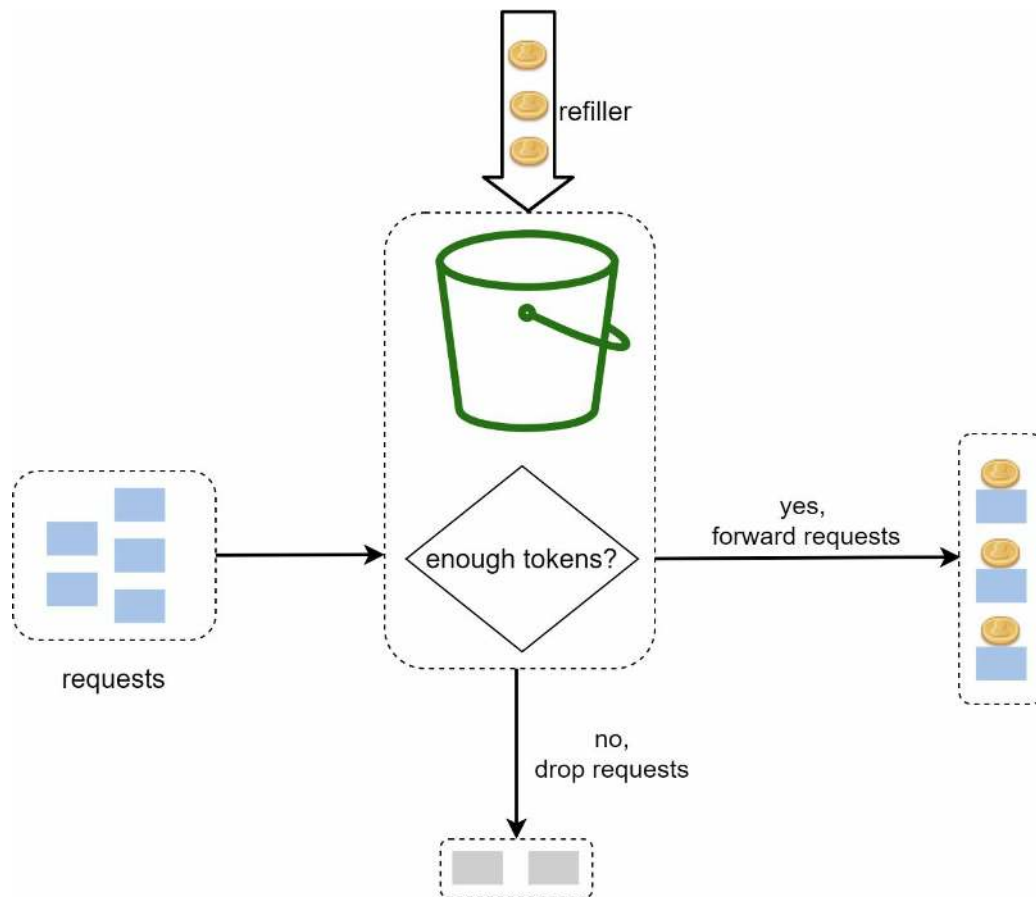 refiller
enough tokens?
yes,
forward requests
requests
no,
drop requests